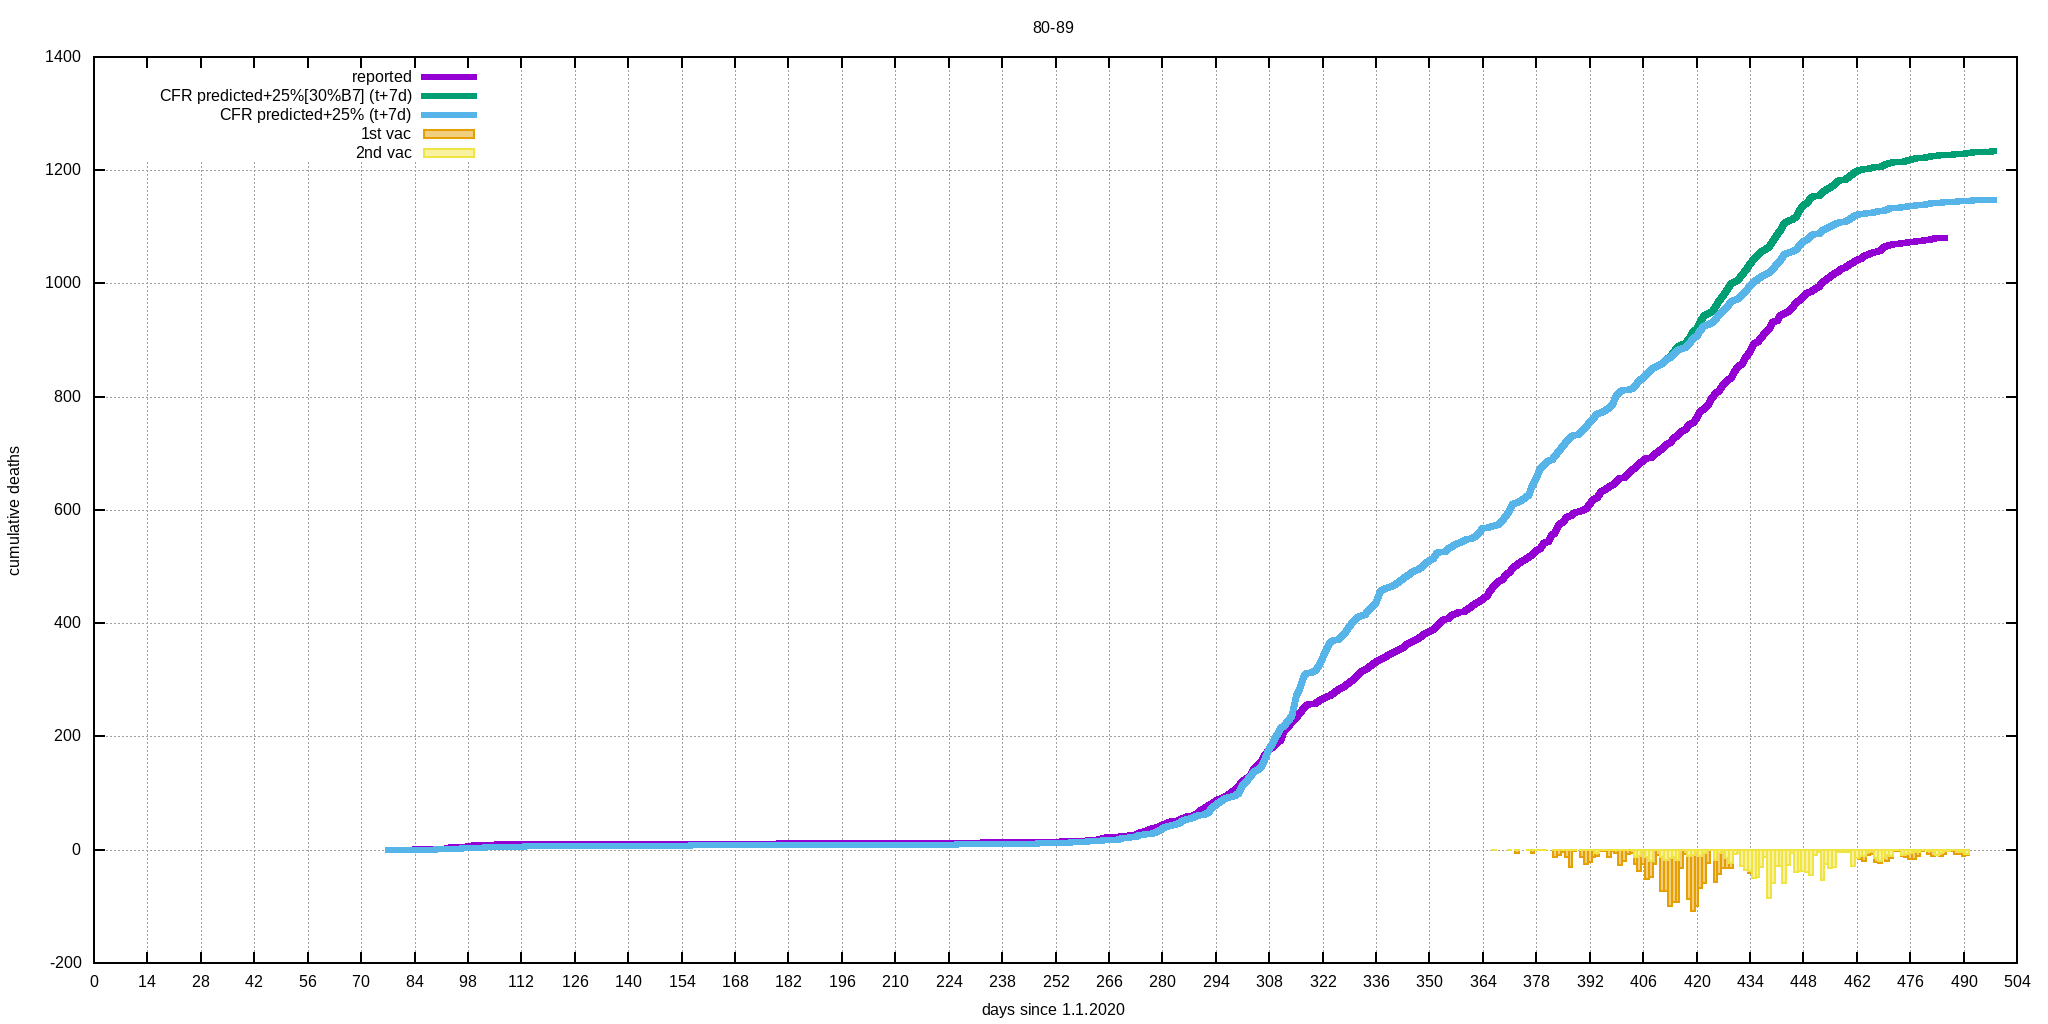 80-89
1400
1200
1000
800
600
400
200
0
-200
cumulative deaths
reported
CFR predicted+25%[30%B7] (t+7d)
CFR predicted+25% (t+7d)
1st vac
2nd vac
0 14 28 42 56 70 84 98 112 126 140 154 168 182 196 210 224 238 252 266 280 294 308 322 336 350 364 378 392 406 420 434 448 462 476 490 504
days since 1.1.2020